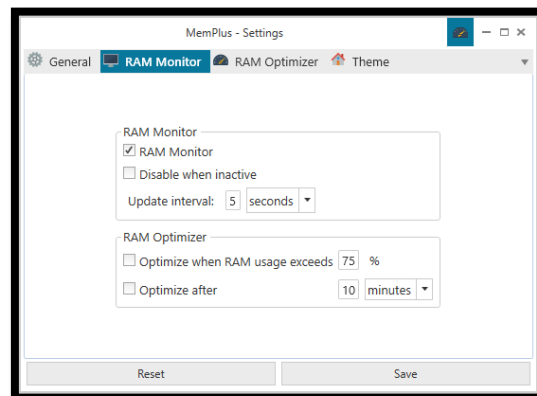 MemPlus - Settings
General RAM Monitor RAM Optimizer Theme
RAM Monitor
RAM Monitor
Disable when inactive
Update interval: 5 seconds
RAM Optimizer
Optimize when RAM usage exceeds 75 %
Optimize after 10 minutes
Reset Save